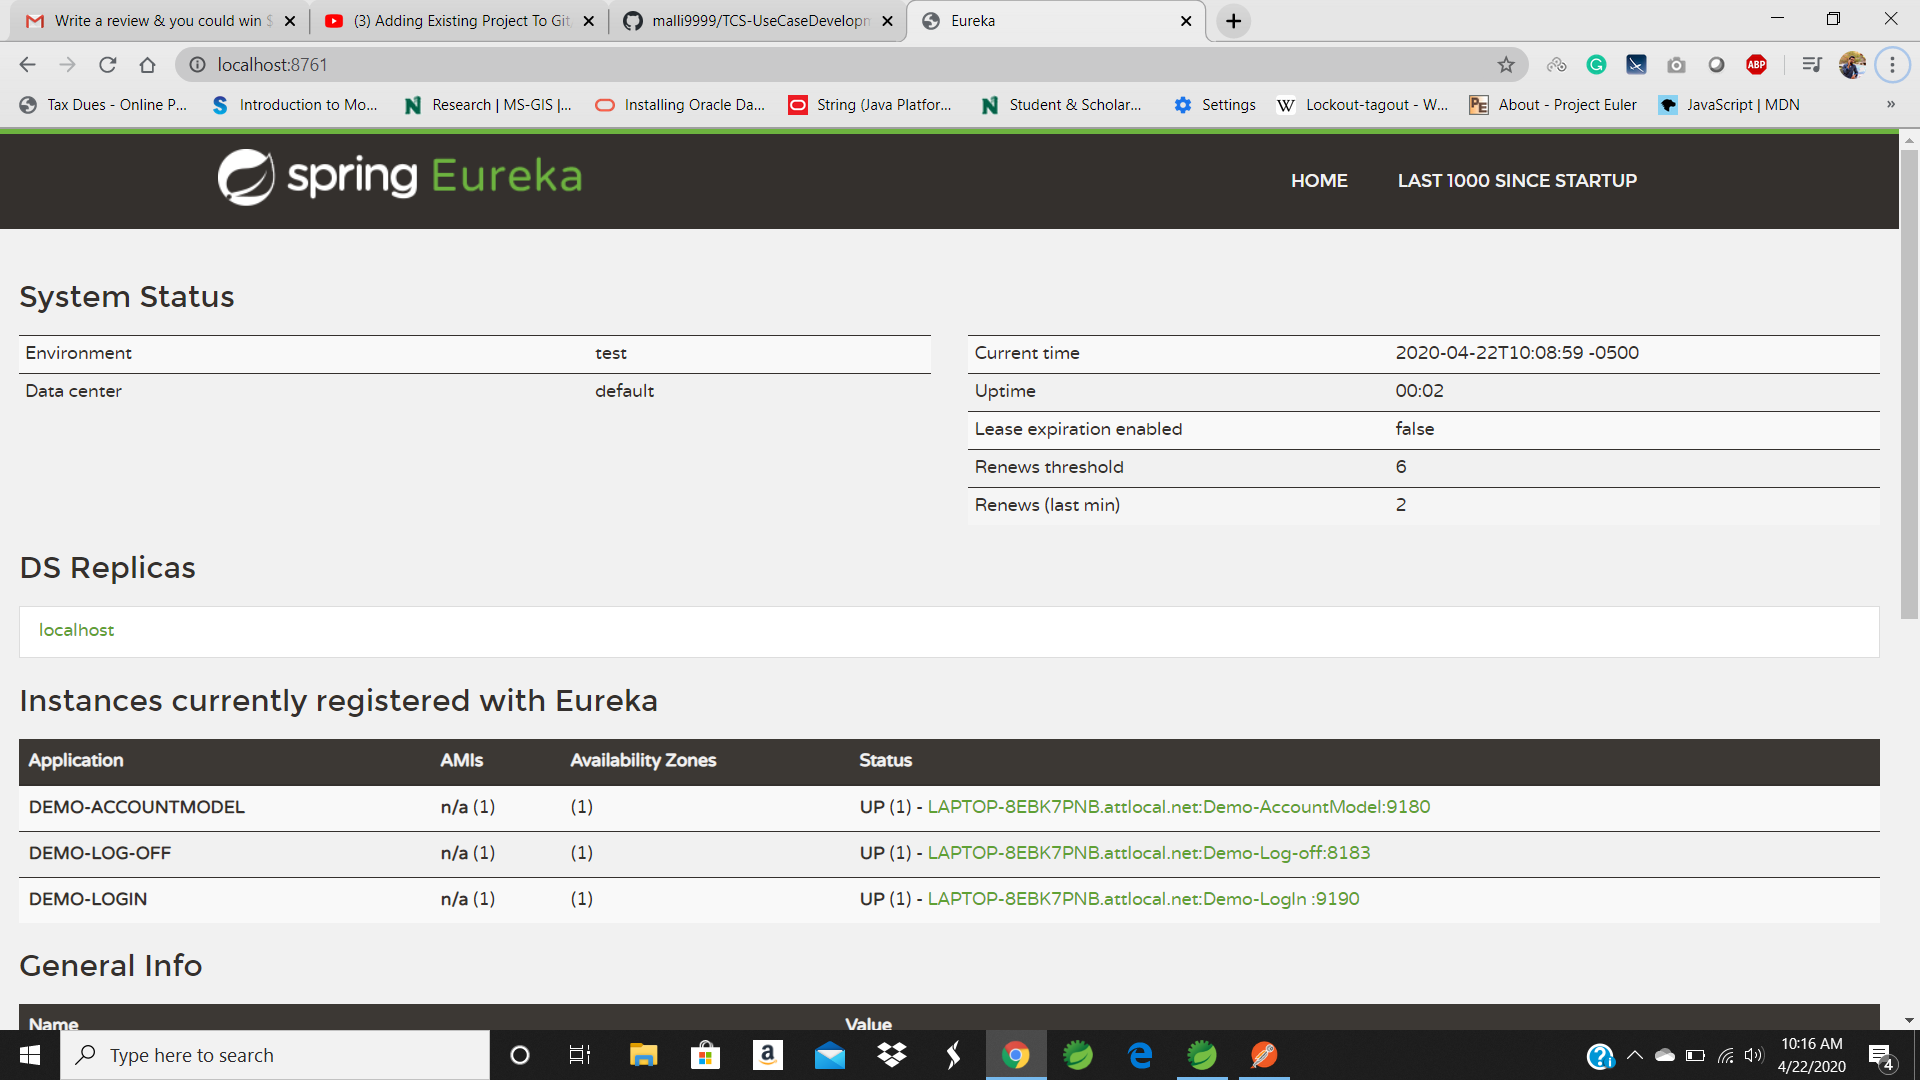 Write a review & you could win $
(3) Adding Existing Project To Git
malli9999/TCS-UseCaseDevelopm
Eureka
localhost:8761
ABP
Tax Dues - Online P...
Introduction to Mo...
Research | MS-GIS |...
Installing Oracle Da...
String (Java Platfor...
Student & Scholar...
Settings
W Lockout-tagout - W...
PE About - Project Euler
JavaScript | MDN
»
spring Eureka
HOME
LAST 1000 SINCE STARTUP
System Status
Environment test
Data center default
Current time 2020-04-22T10:08:59 -0500
Uptime 00:02
Lease expiration enabled false
Renews threshold 6
Renews (last min) 2
DS Replicas
localhost
Instances currently registered with Eureka
Application AMIs Availability Zones Status
DEMO-ACCOUNTMODEL n/a (1) (1) UP (1) - LAPTOP-8EBK7PNB.attlocal.net:Demo-AccountModel:9180
DEMO-LOG-OFF n/a (1) (1) UP (1) - LAPTOP-8EBK7PNB.attlocal.net:Demo-Log-off:8183
DEMO-LOGIN n/a (1) (1) UP (1) - LAPTOP-8EBK7PNB.attlocal.net:Demo-LogIn :9190
General Info
Name Value
Type here to search
10:16 AM
4/22/2020
4